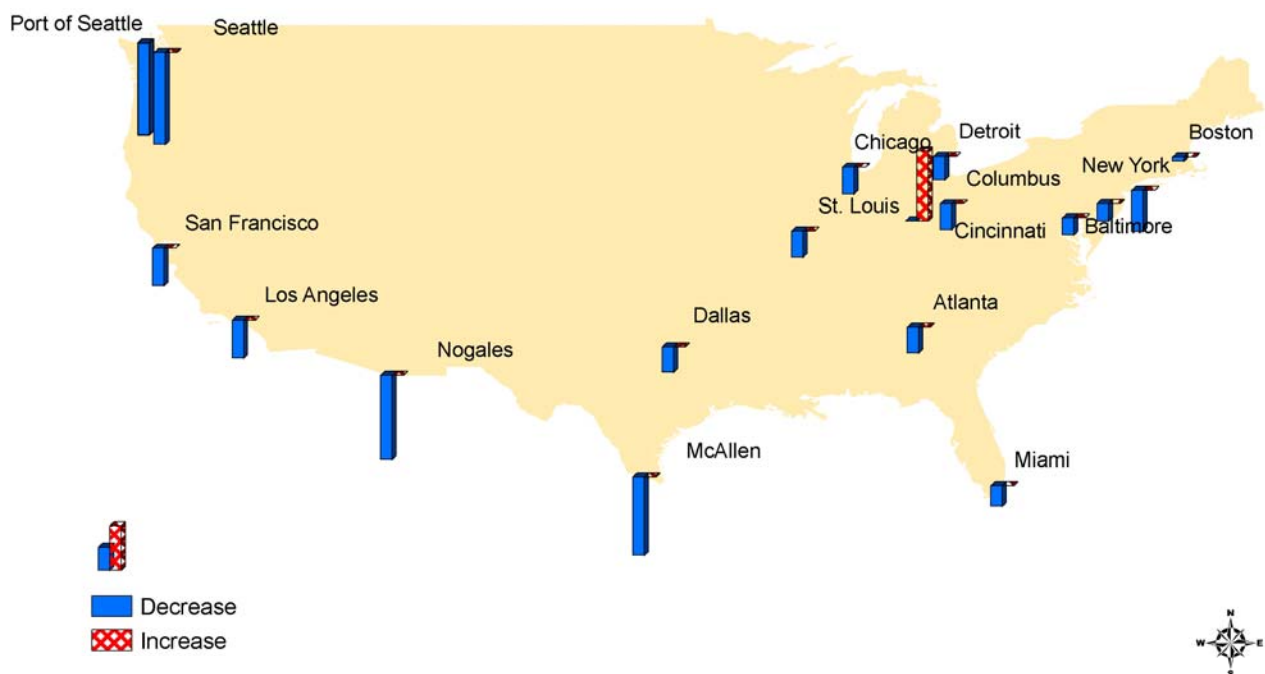 Port of Seattle
Seattle
Boston
Detroit
Chicago
New York
Columbus
St. Louis
San Francisco
Cincinnati
Baltimore
Los Angeles
Atlanta
Dallas
Nogales
McAllen
Miami
Decrease
Increase
N
W E
S